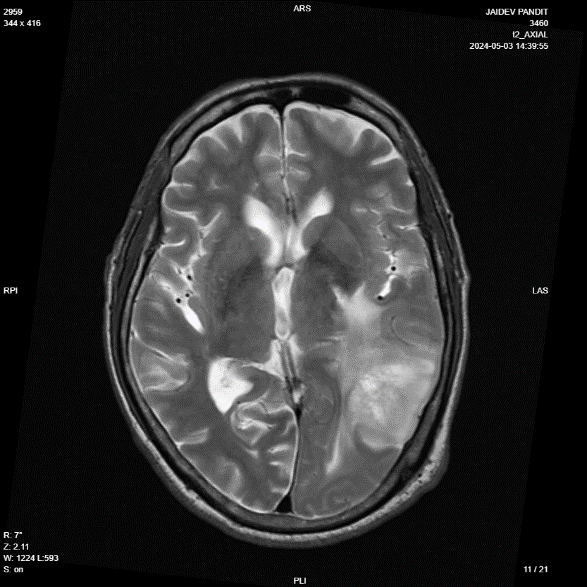 2959
344 x 416
ARS
JAIDEV PANDIT
3460
t2_AXIAL
2024-05-03 14:39:55
RPI
LAS
R: 7°
Z: 2.11
W: 1224 L:593
S: on
PLI
11 / 21